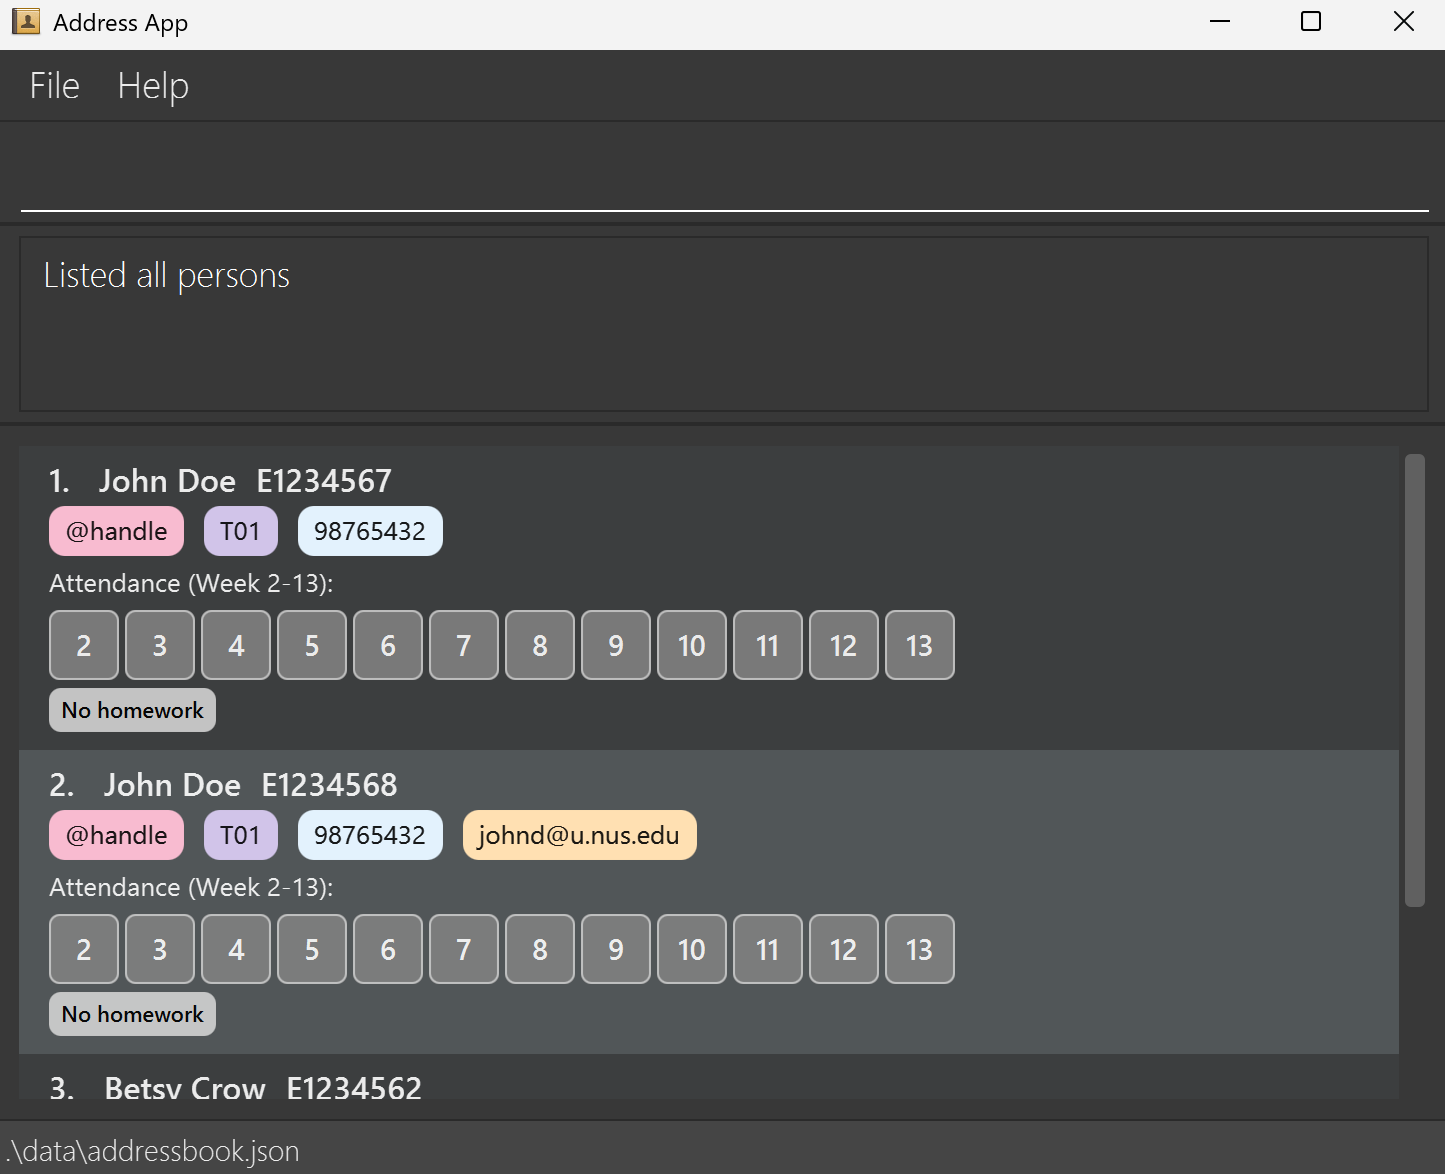 Address App
File Help
Listed all persons
1. John Doe E1234567
@handle T01 98765432
Attendance (Week 2-13):
2 3 4 5 6 7 8 9 10 11 12 13
No homework
2. John Doe E1234568
@handle T01 98765432 johnd@u.nus.edu
Attendance (Week 2-13):
2 3 4 5 6 7 8 9 10 11 12 13
No homework
3. Betsy Crow E1234562
.\data\addressbook.json